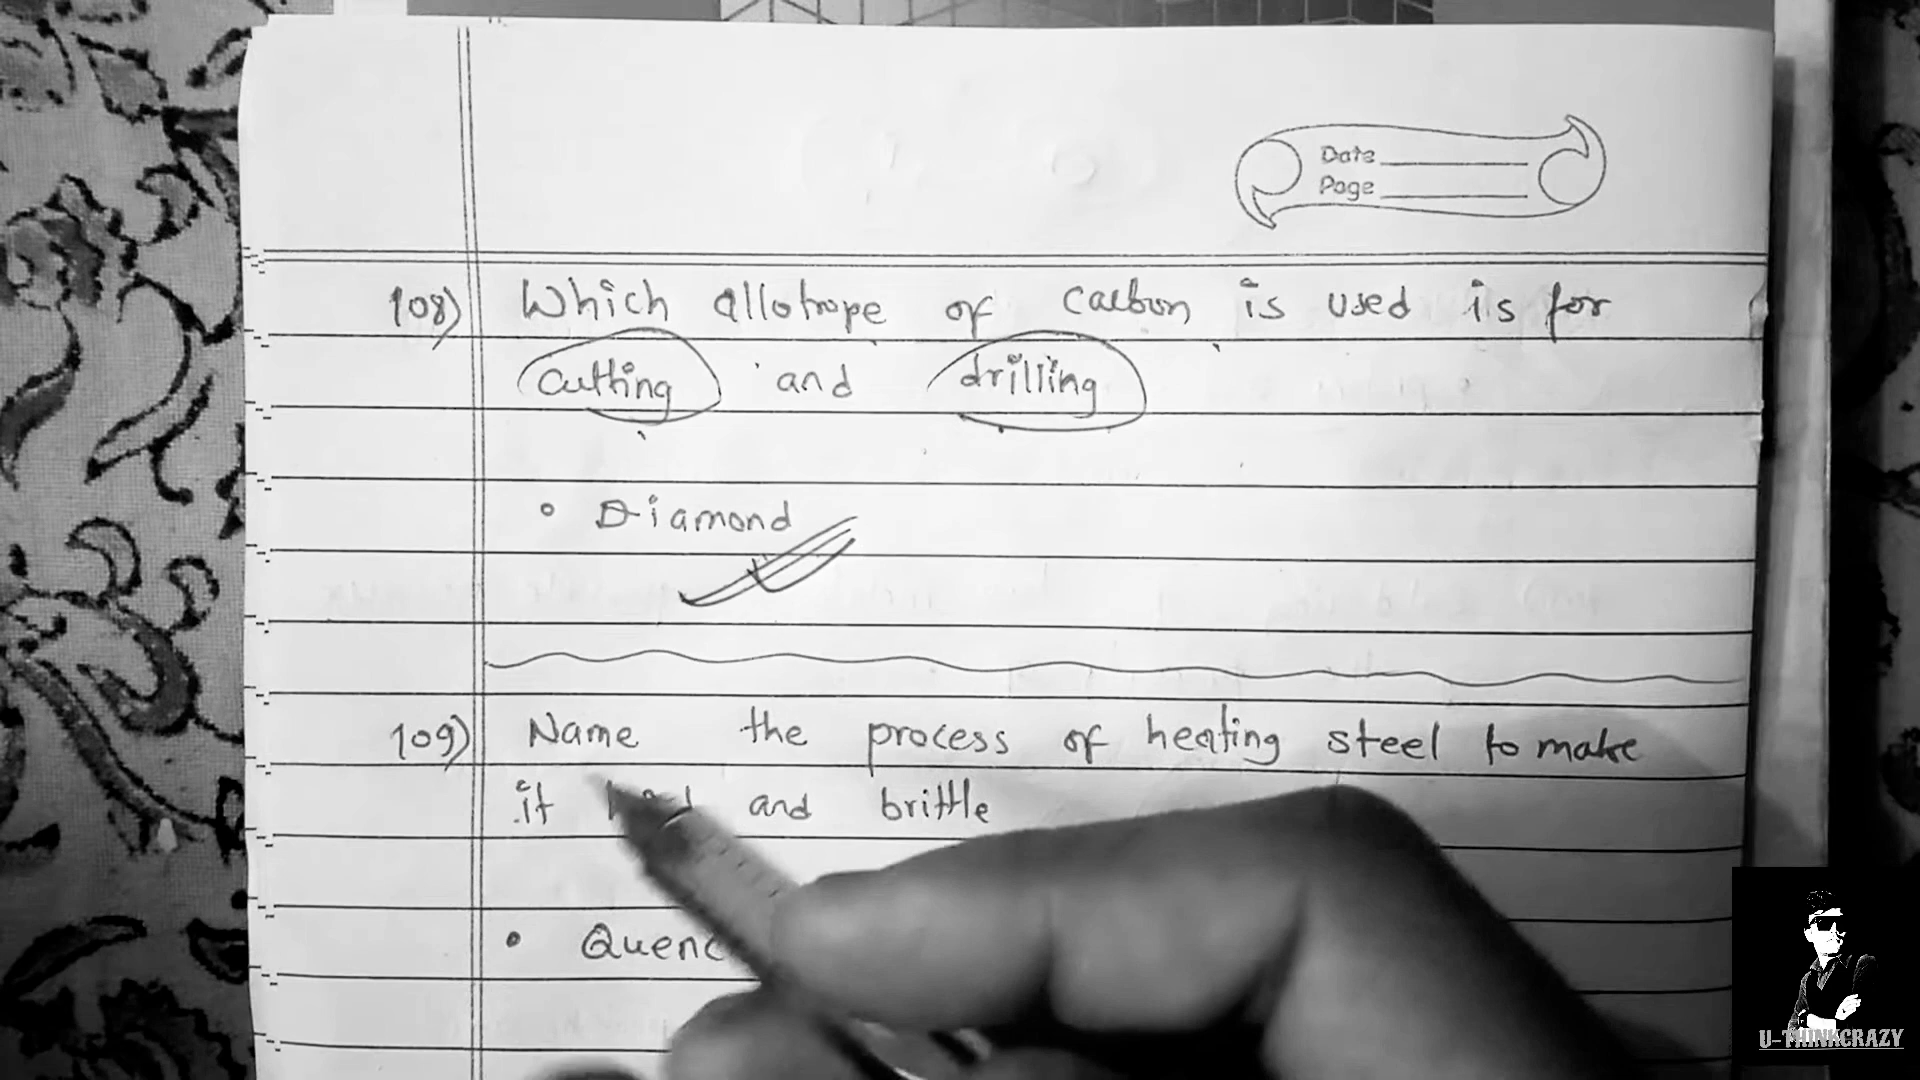 Date
Page
108) Which allotrope of carbon is used is for
cutting and drilling
• Diamond
109) Name the process of heating steel to make
it and brittle
• Quenc
U-THINKCRAZY